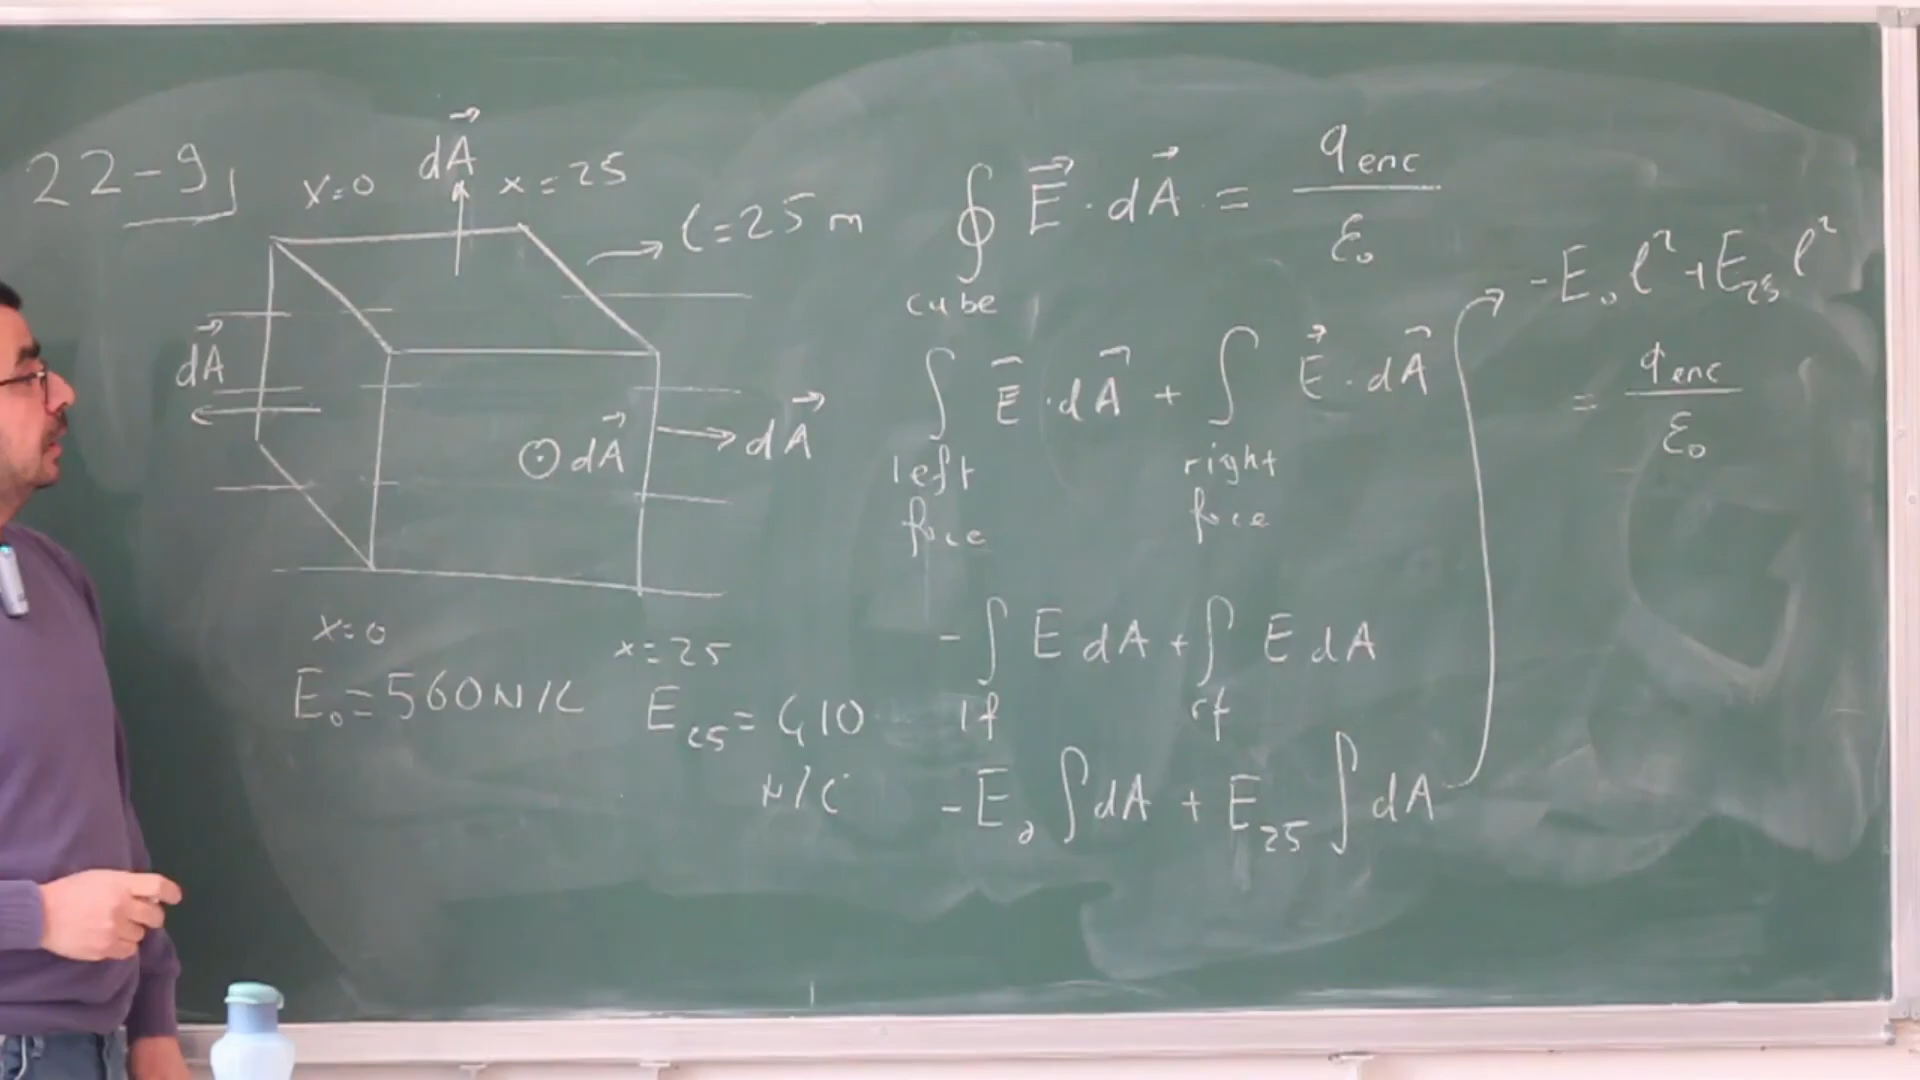 22-9
x=0
dA⃗
x=25
l=25 m
dA⃗
⊙ dA⃗
dA⃗
x=0
x=25
E₀=560 N/C
E₂₅=410
N/C
∮ E⃗ · dA⃗ = q_enc / ε₀
cube
∫ E⃗ · dA⃗ + ∫ E⃗ · dA⃗
left face
right face
-∫ E dA + ∫ E dA
lf
rf
-E₀ ∫dA + E₂₅ ∫dA
-E₀ l² + E₂₅ l²
= q_enc / ε₀